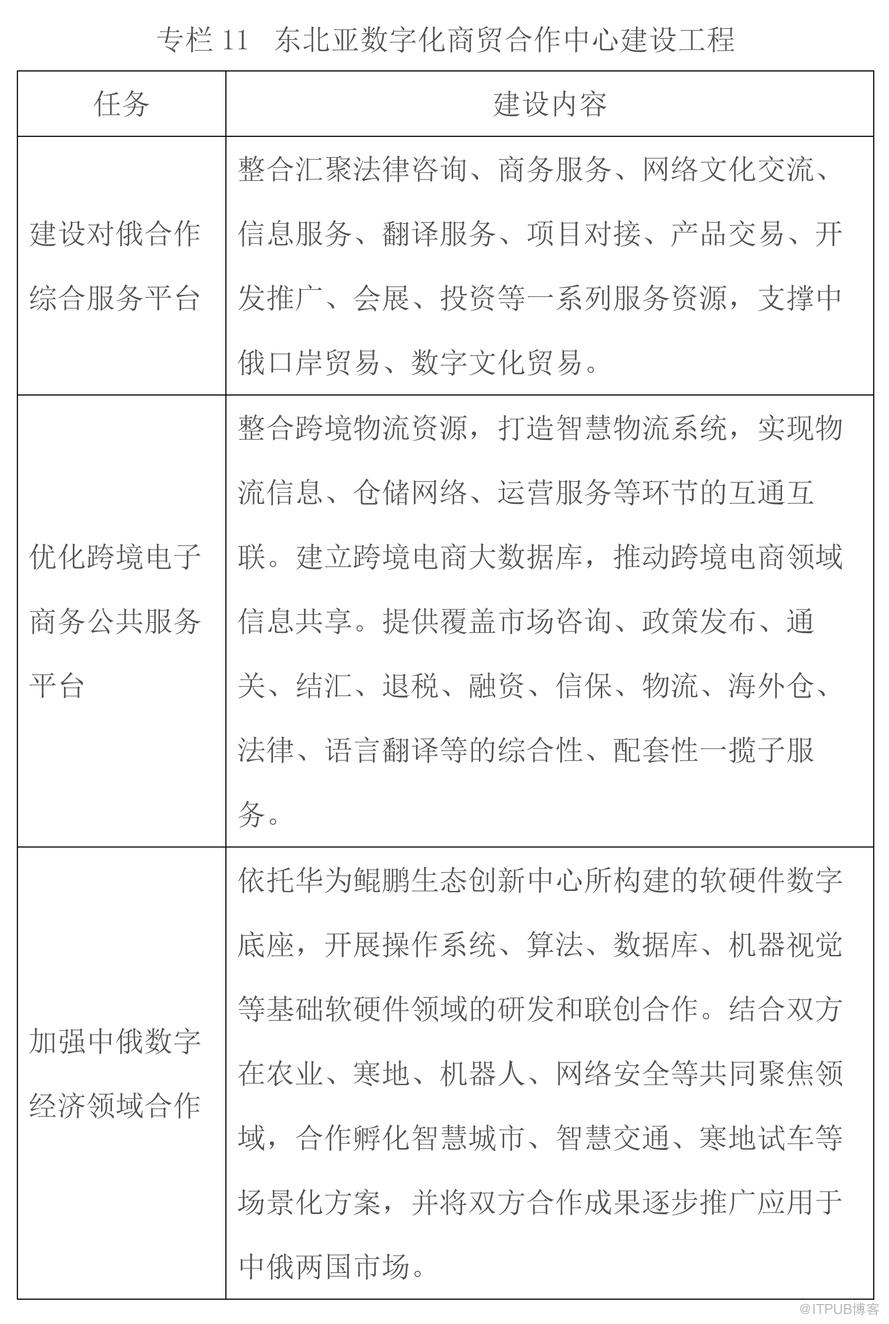 专栏 11 东北亚数字化商贸合作中心建设工程
任务
建设内容
建设对俄合作
综合服务平台
整合汇聚法律咨询、商务服务、网络文化交流、
信息服务、翻译服务、项目对接、产品交易、开
发推广、会展、投资等一系列服务资源，支撑中
俄口岸贸易、数字文化贸易。
优化跨境电子
商务公共服务
平台
整合跨境物流资源，打造智慧物流系统，实现物
流信息、仓储网络、运营服务等环节的互通互
联。建立跨境电商大数据库，推动跨境电商领域
信息共享。提供覆盖市场咨询、政策发布、通
关、结汇、退税、融资、信保、物流、海外仓、
法律、语言翻译等的综合性、配套性一揽子服
务。
加强中俄数字
经济领域合作
依托华为鲲鹏生态创新中心所构建的软硬件数字
底座，开展操作系统、算法、数据库、机器视觉
等基础软硬件领域的研发和联创合作。结合双方
在农业、寒地、机器人、网络安全等共同聚焦领
域，合作孵化智慧城市、智慧交通、寒地试车等
场景化方案，并将双方合作成果逐步推广应用于
中俄两国市场。
@ITPUB博客